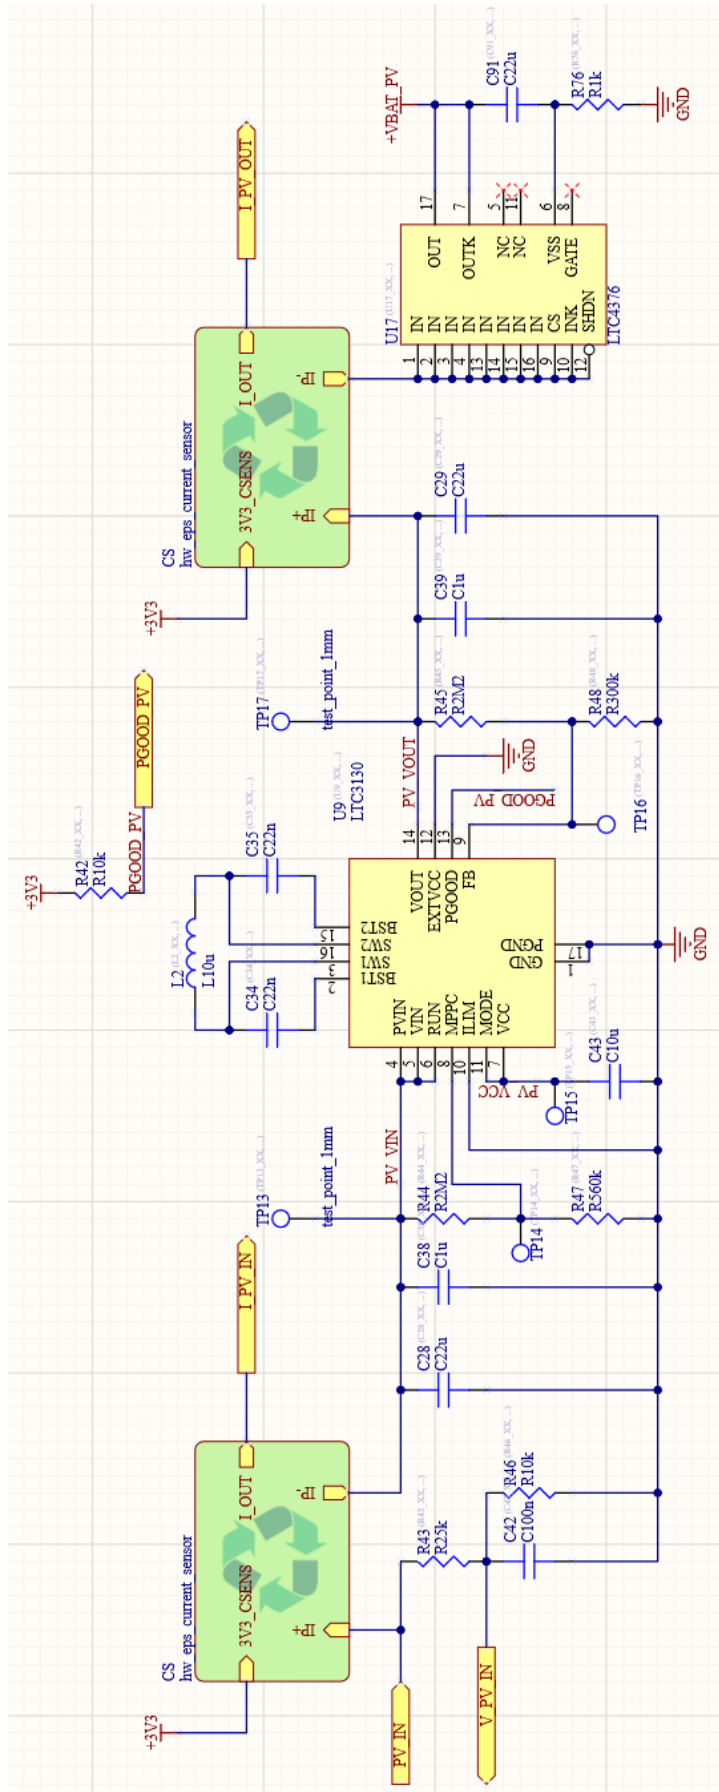 PV_IN
V_PV_IN
+3V3
CS
hw_eps_current_sensor
3V3_CSENS
I_OUT
IP+
IP-
I_PV_IN
R43
R25k
R46
R10k
C42
C100n
C28
C22u
C38
C1u
TP13
test_point_1mm
PV_VIN
R44
R2M2
TP14
R47
R560k
PV_VCC
TP15
C43
C10u
L2
L10u
C34
C22n
C35
C22n
U9
LTC3130
4
PVIN
5
VIN
6
RUN
8
MPPC
10
ILIM
11
MODE
7
VCC
2
BST1
3
SW1
16
SW2
15
BST2
14
VOUT
12
EXTVCC
13
PGOOD
9
FB
1
GND
17
PGND
GND
+3V3
R42
R10k
PGOOD_PV
PGOOD_PV
PV_VOUT
GND
PGOOD_PV
TP16
TP17
test_point_1mm
R45
R2M2
R48
R300k
C39
C1u
C29
C22u
+3V3
CS
hw_eps_current_sensor
3V3_CSENS
I_OUT
IP+
IP-
I_PV_OUT
U17
LTC4376
1
IN
2
IN
3
IN
4
IN
13
IN
14
IN
15
IN
16
IN
9
CS
10
INK
12
SHDN
17
OUT
7
OUTK
5
NC
11
NC
6
VSS
8
GATE
+VBAT_PV
C91
C22u
R76
R1k
GND